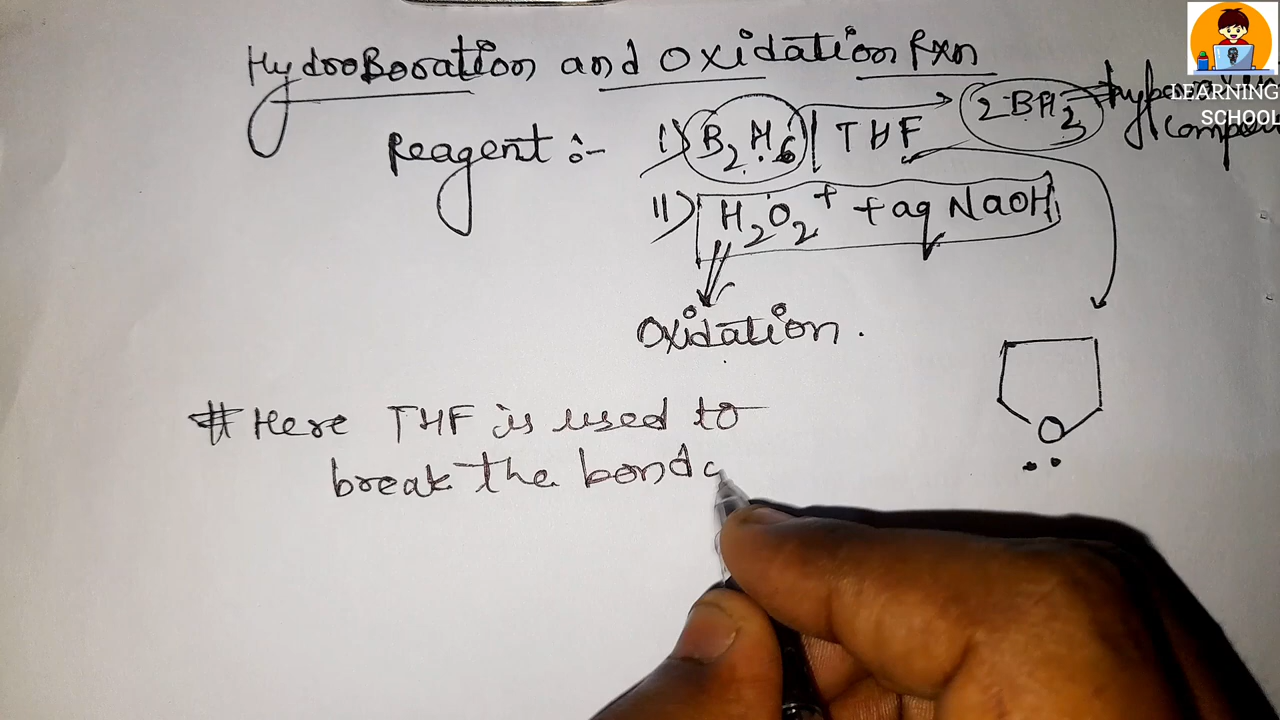 HydroBoration and Oxidation Rxn
Reagent :- I) B2H6 | THF 2BH3
II) H2O2 + + aq NaOH
Oxidation.
O
# Here THF is used to
break the bond
LEARNING
SCHOOL